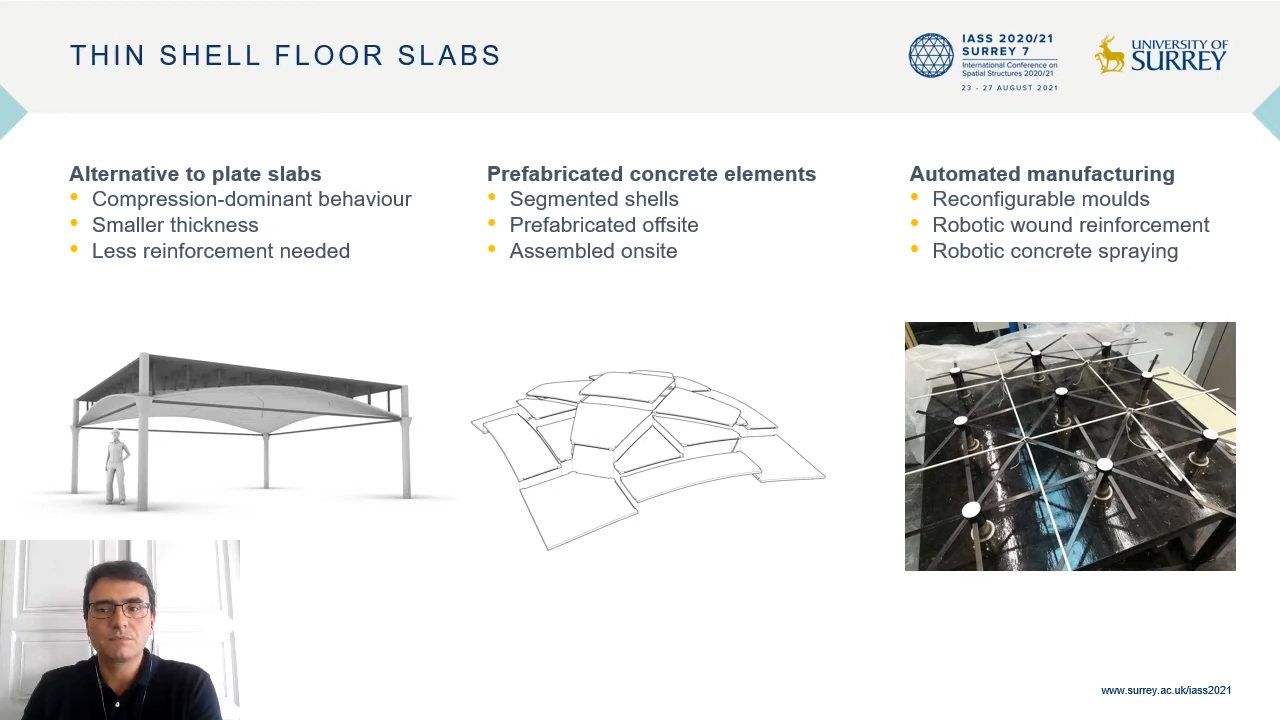 THIN SHELL FLOOR SLABS
IASS 2020/21
SURREY 7
International Conference on
Spatial Structures 2020/21
23 - 27 AUGUST 2021
UNIVERSITY OF
SURREY
Alternative to plate slabs
• Compression-dominant behaviour
• Smaller thickness
• Less reinforcement needed
Prefabricated concrete elements
• Segmented shells
• Prefabricated offsite
• Assembled onsite
Automated manufacturing
• Reconfigurable moulds
• Robotic wound reinforcement
• Robotic concrete spraying
www.surrey.ac.uk/iass2021